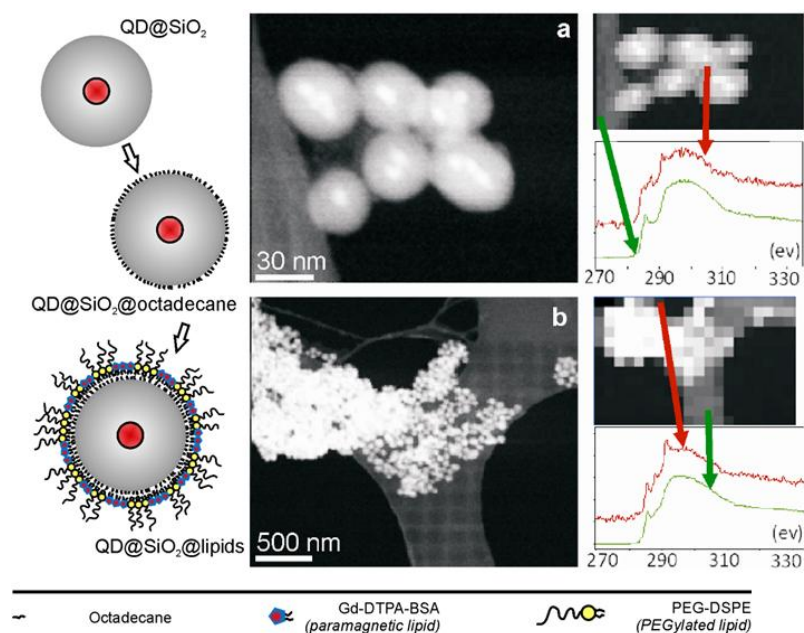 QD@SiO2
a
30 nm
(ev)
270 290 310 330
QD@SiO2@octadecane
b
500 nm
(ev)
270 290 310 330
QD@SiO2@lipids
Octadecane
Gd-DTPA-BSA
(paramagnetic lipid)
PEG-DSPE
(PEGylated lipid)